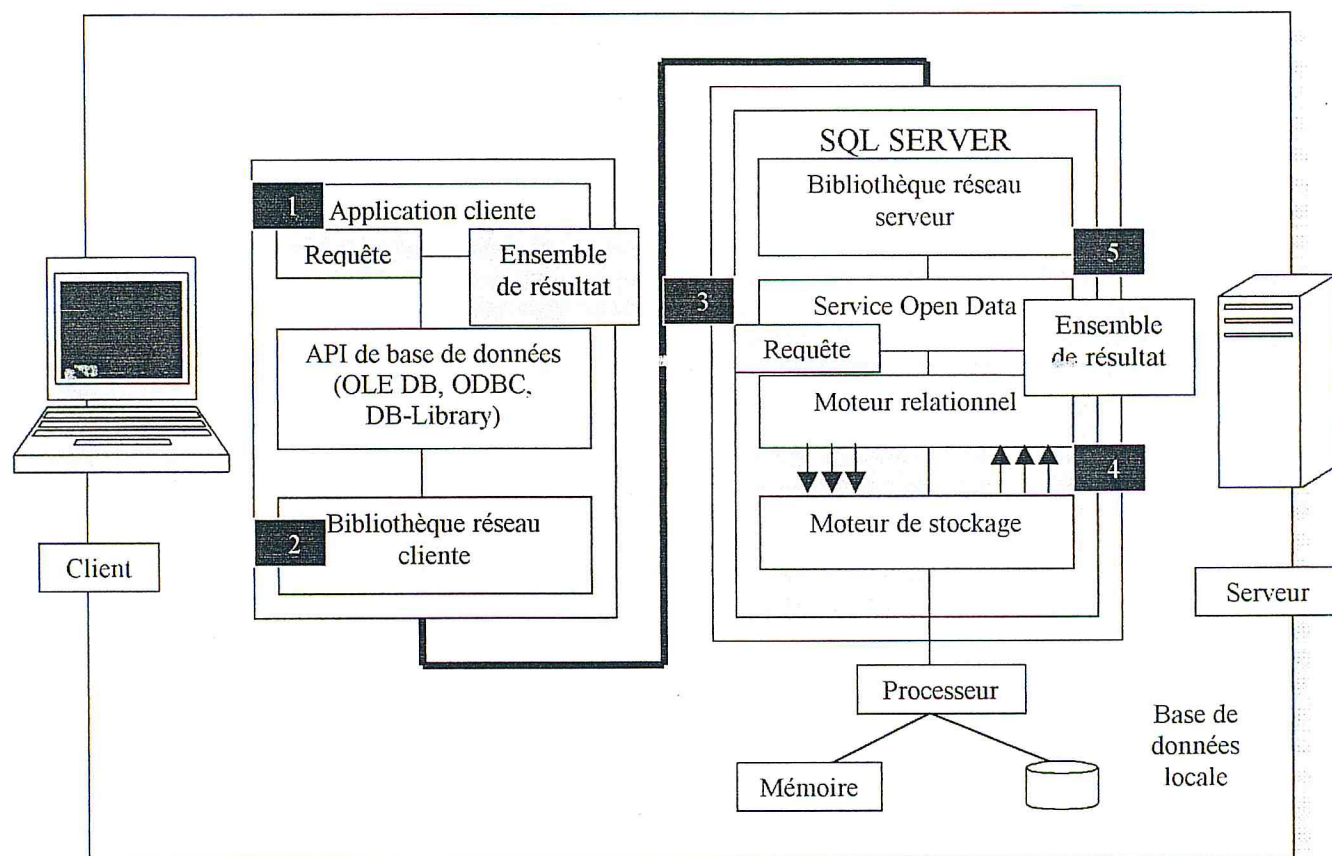 1
Application cliente
Requête
Ensemble
de résultat
API de base de données
(OLE DB, ODBC,
DB-Library)
2
Bibliothèque réseau
cliente
Client
3
SQL SERVER
Bibliothèque réseau
serveur
5
Service Open Data
Requête
Ensemble
de résultat
Moteur relationnel
4
Moteur de stockage
Serveur
Processeur
Mémoire
Base de
données
locale